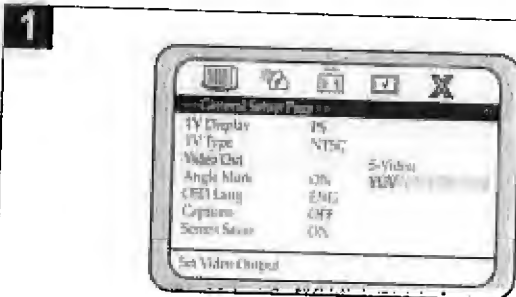 1
General Setup Page
TV Display PS
TV Type NTSC
Video Out S-Video
Angle Mark ON YUV
OSD Lang ENG
Captions OFF
Screen Saver ON
Set Video Output